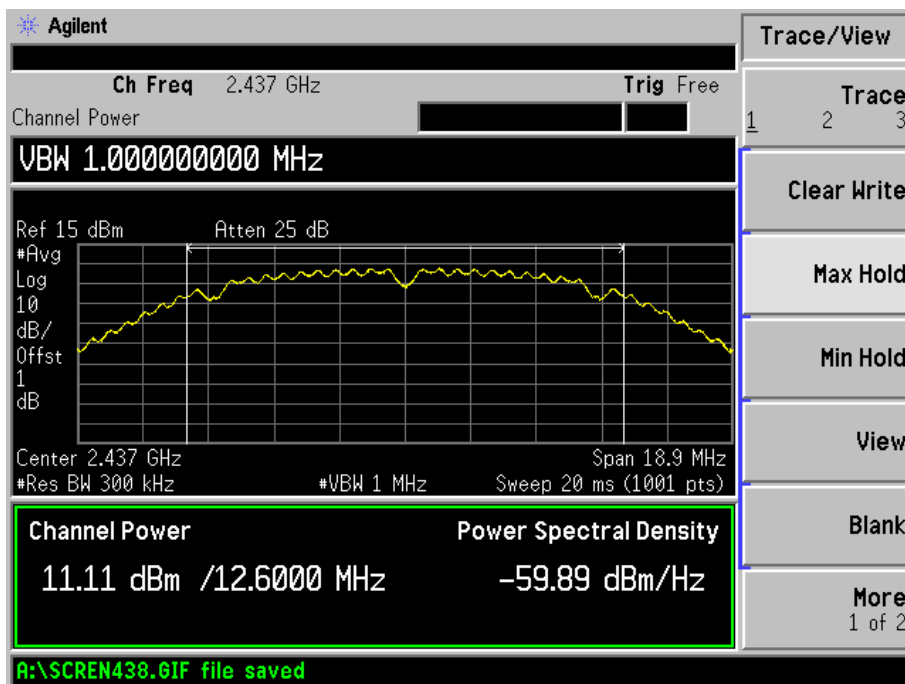 Agilent
Trace/View
Ch Freq 2.437 GHz Trig Free
Channel Power
Trace
1 2 3
VBW 1.000000000 MHz
Clear Write
Ref 15 dBm Atten 25 dB
#Avg
Log
10
dB/
Offst
1
dB
Max Hold
Min Hold
View
Center 2.437 GHz Span 18.9 MHz
#Res BW 300 kHz #VBW 1 MHz Sweep 20 ms (1001 pts)
Channel Power Power Spectral Density
11.11 dBm /12.6000 MHz -59.89 dBm/Hz
Blank
More
1 of 2
A:\SCREN438.GIF file saved